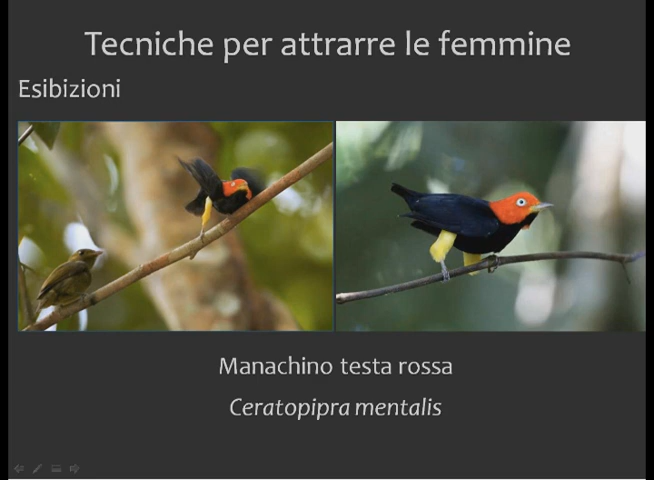 Tecniche per attrarre le femmine
Esibizioni
Manachino testa rossa
Ceratopipra mentalis